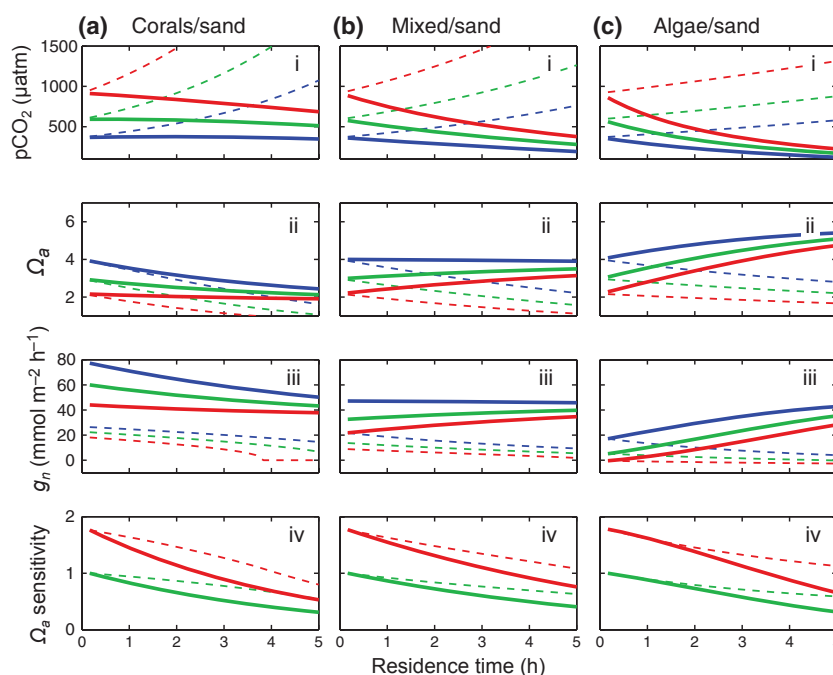 (a) Corals/sand (b) Mixed/sand (c) Algae/sand
1500
1000
500
pCO₂ (µatm)
i i i
6
4
2
Ωa
ii ii ii
80
60
40
20
0
gn (mmol m⁻² h⁻¹)
iii iii iii
2
1
0
Ωa sensitivity
iv iv iv
0 1 2 3 4 5 0 1 2 3 4 5 0 1 2 3 4
Residence time (h)